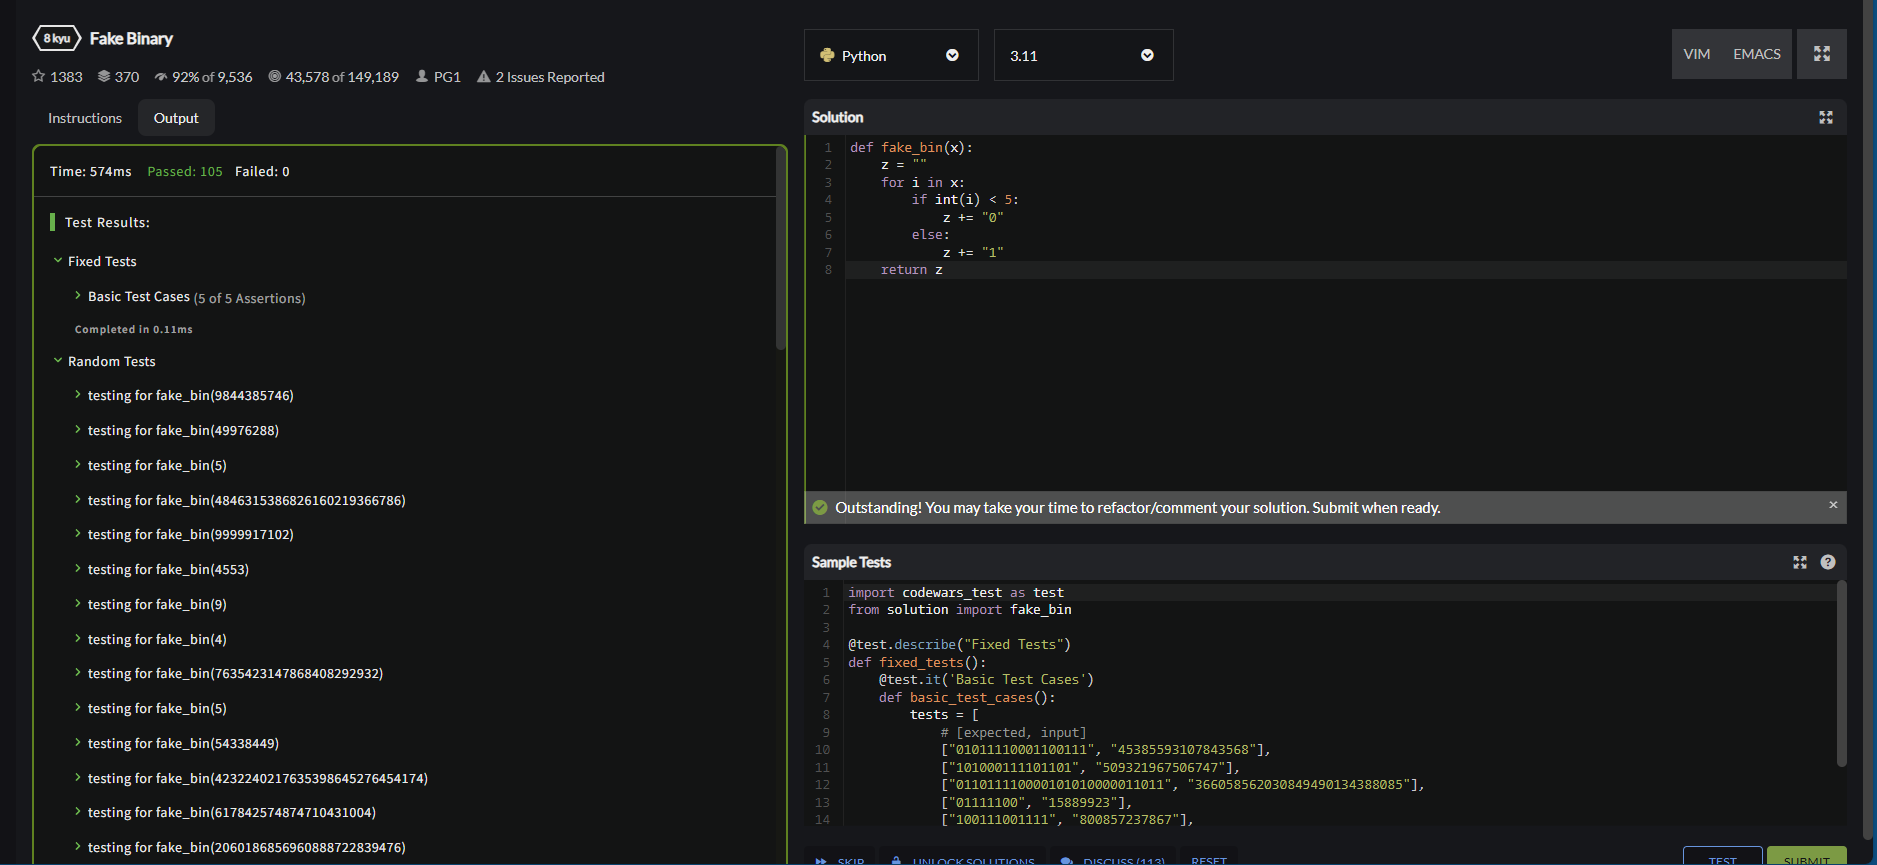 8 kyu Fake Binary
1383 370 92% of 9,536 43,578 of 149,189 PG1 2 Issues Reported
Instructions Output
Time: 574ms Passed: 105 Failed: 0
Test Results:
Fixed Tests
Basic Test Cases (5 of 5 Assertions)
Completed in 0.11ms
Random Tests
testing for fake_bin(9844385746)
testing for fake_bin(49976288)
testing for fake_bin(5)
testing for fake_bin(4846315386826160219366786)
testing for fake_bin(9999917102)
testing for fake_bin(4553)
testing for fake_bin(9)
testing for fake_bin(4)
testing for fake_bin(7635423147868408292932)
testing for fake_bin(5)
testing for fake_bin(54338449)
testing for fake_bin(4232240217635398645276454174)
testing for fake_bin(617842574874710431004)
testing for fake_bin(2060186856960888722839476)
Python 3.11 VIM EMACS
Solution
1 def fake_bin(x):
2 z = ""
3 for i in x:
4 if int(i) < 5:
5 z += "0"
6 else:
7 z += "1"
8 return z
Outstanding! You may take your time to refactor/comment your solution. Submit when ready. ×
Sample Tests ?
1 import codewars_test as test
2 from solution import fake_bin
3
4 @test.describe("Fixed Tests")
5 def fixed_tests():
6 @test.it('Basic Test Cases')
7 def basic_test_cases():
8 tests = [
9 # [expected, input]
10 ["01011110001100111", "45385593107843568"],
11 ["101000111101101", "509321967506747"],
12 ["011011110000101010000011011", "366058562030849490134388085"],
13 ["01111100", "15889923"],
14 ["100111001111", "800857237867"],
SKIP UNLOCK SOLUTIONS DISCUSS (113) RESET TEST SUBMIT